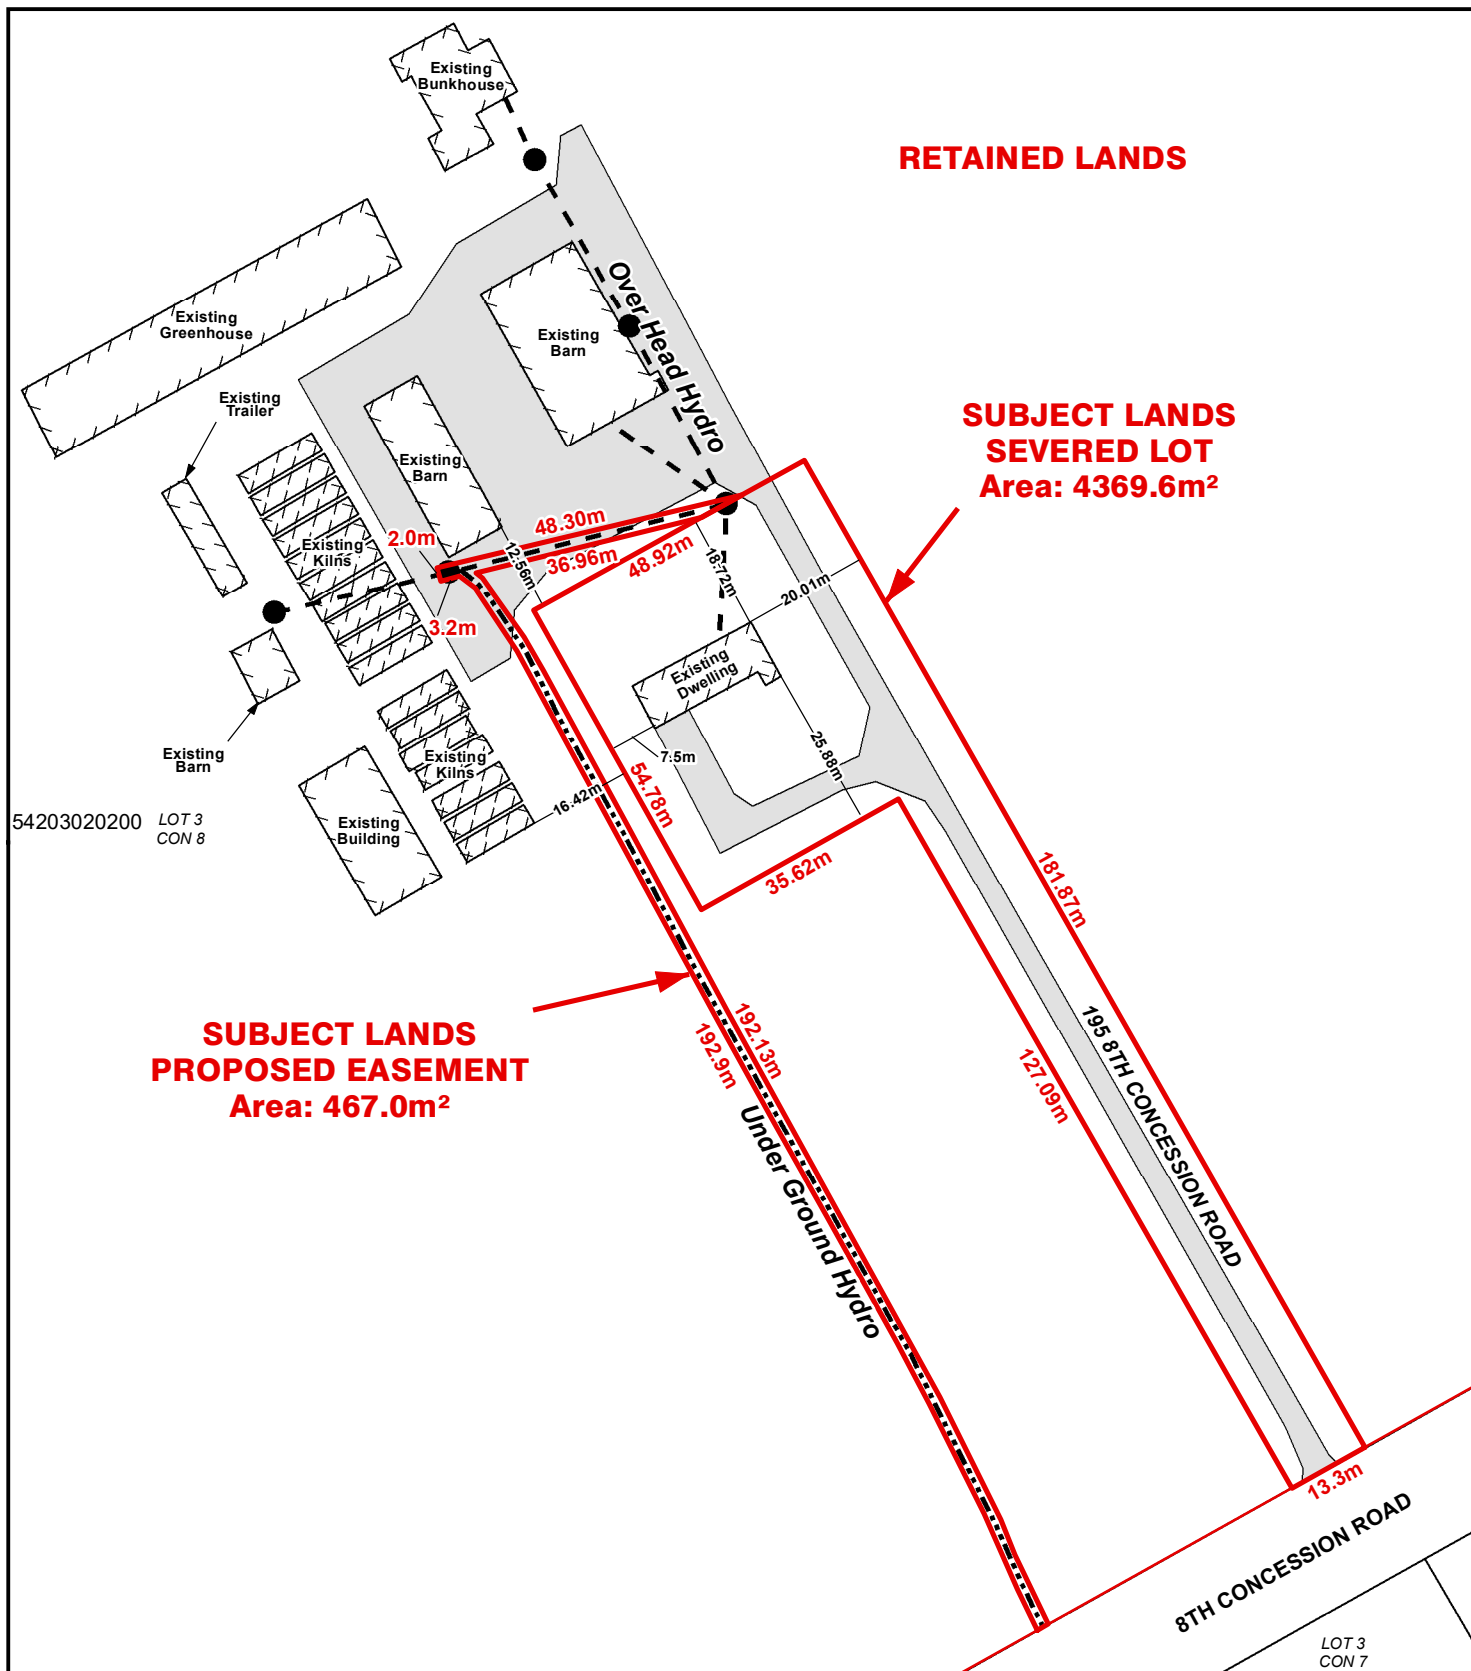 Existing
Bunkhouse
RETAINED LANDS
Over Head Hydro
Existing
Greenhouse
Existing
Barn
Existing
Trailer
SUBJECT LANDS
SEVERED LOT
Area: 4369.6m²
Existing
Barn
48.30m
2.0m
36.96m
48.92m
12.56m
18.72m
20.01m
Existing
Kilns
3.2m
Existing
Dwelling
Existing
Barn
7.5m
25.88m
Existing
Kilns
54.78m
16.42m
54203020200
LOT 3
CON 8
Existing
Building
35.62m
181.87m
SUBJECT LANDS
PROPOSED EASEMENT
Area: 467.0m²
192.13m
192.9m
127.09m
195 8TH CONCESSION ROAD
Under Ground Hydro
13.3m
8TH CONCESSION ROAD
LOT 3
CON 7